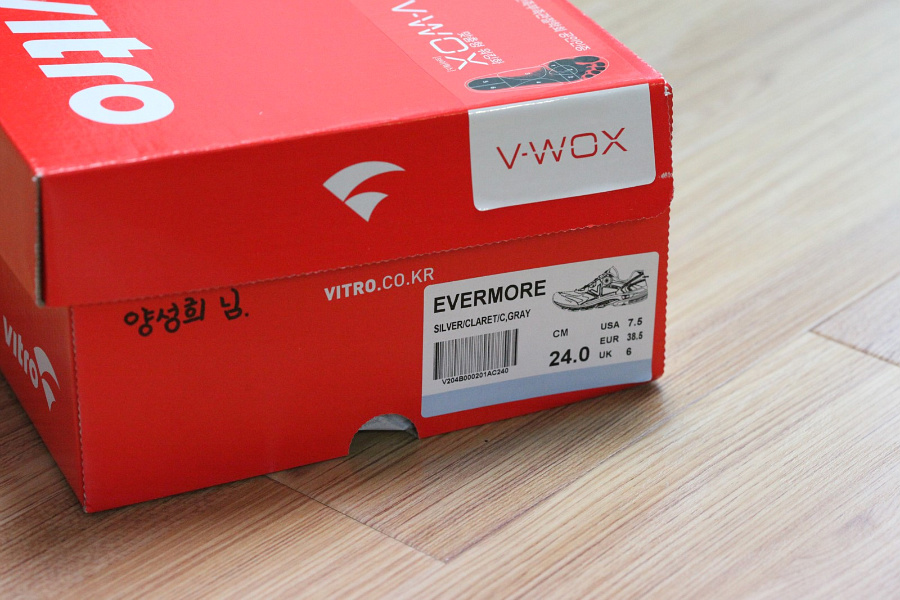 vitro
V-WOX
V-WOX
VITRO.CO.KR
양성희 님.
vitro
EVERMORE
SILVER/CLARET/C,GRAY
V204B000201AC240
CM
24.0
USA 7.5
EUR 38.5
UK 6